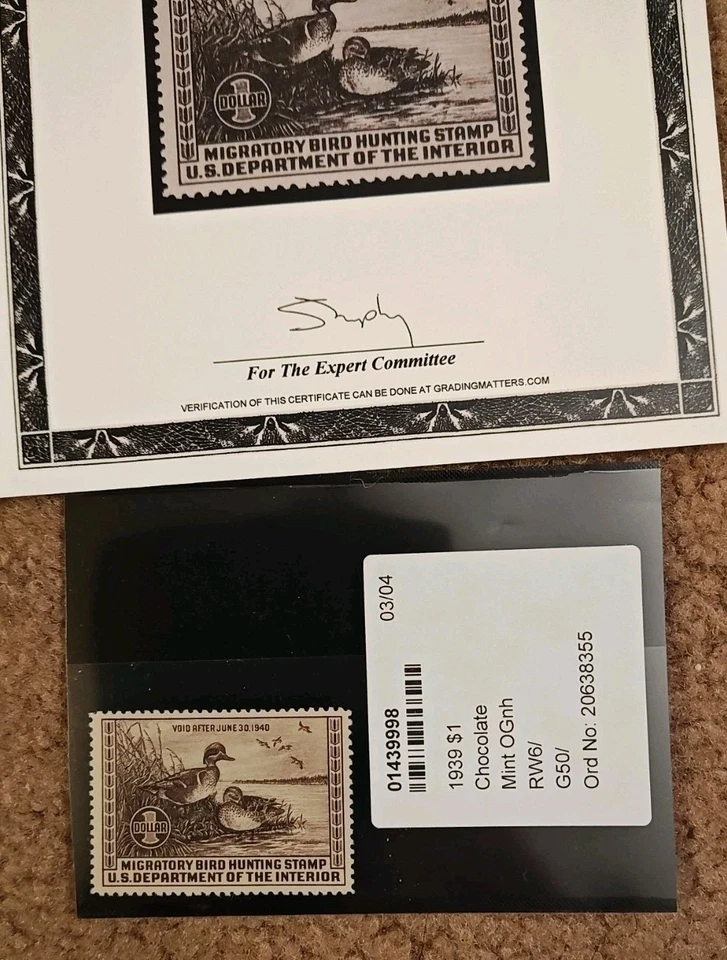 1
DOLLAR
MIGRATORY BIRD HUNTING STAMP
U.S. DEPARTMENT OF THE INTERIOR
For The Expert Committee
VERIFICATION OF THIS CERTIFICATE CAN BE DONE AT GRADINGMATTERS.COM
01439998
03/04
1939 $1
Chocolate
Mint OGnh
RW6/
G50/
Ord No: 20638355
VOID AFTER JUNE 30, 1940
1
DOLLAR
MIGRATORY BIRD HUNTING STAMP
U.S. DEPARTMENT OF THE INTERIOR